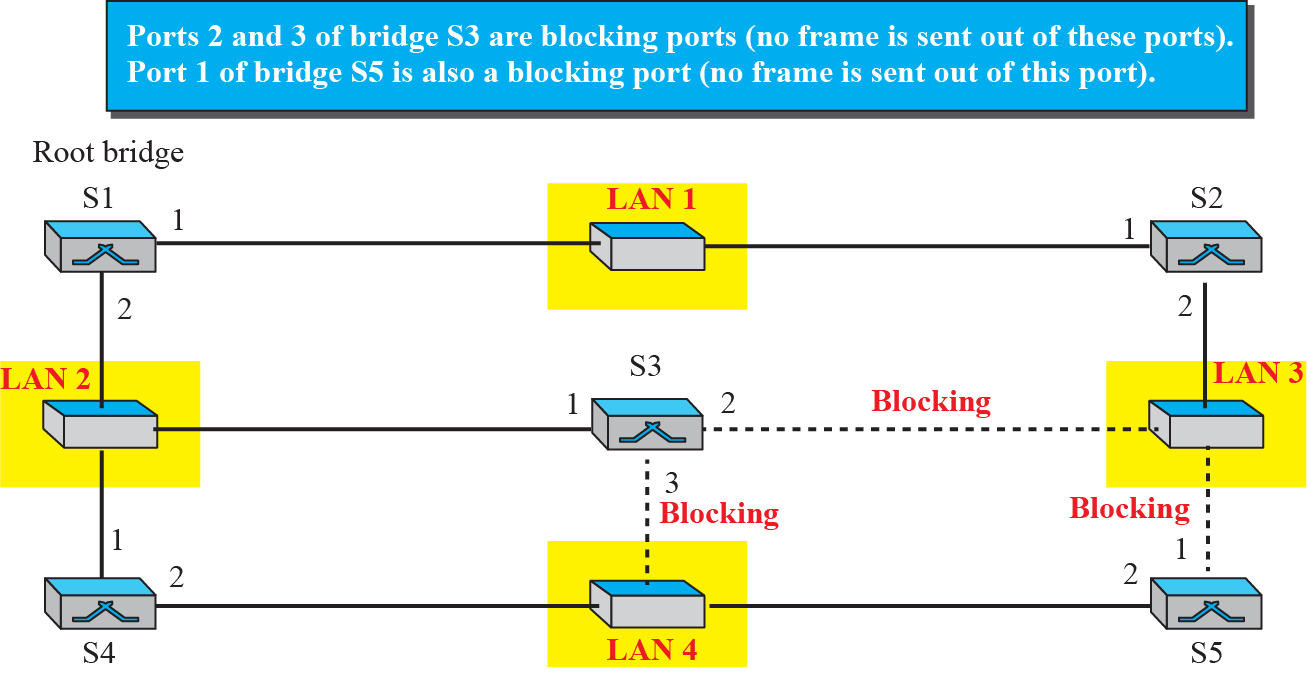 Ports 2 and 3 of bridge S3 are blocking ports (no frame is sent out of these ports).
Port 1 of bridge S5 is also a blocking port (no frame is sent out of this port).
Root bridge
S1
1
LAN 1
1
S2
2
2
LAN 2
S3
LAN 3
1
2
Blocking
3
Blocking
Blocking
1
1
2
2
S4
LAN 4
S5